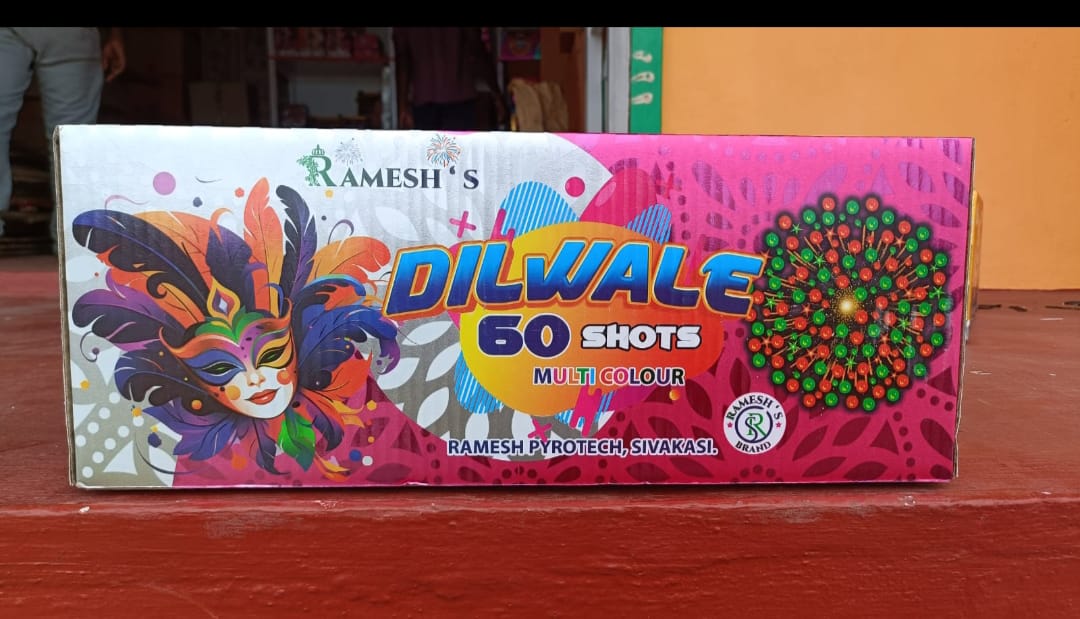 RAMESH'S
DILWALE
60 SHOTS
MULTI COLOUR
RAMESH'S
R
BRAND
RAMESH PYROTECH, SIVAKASI.